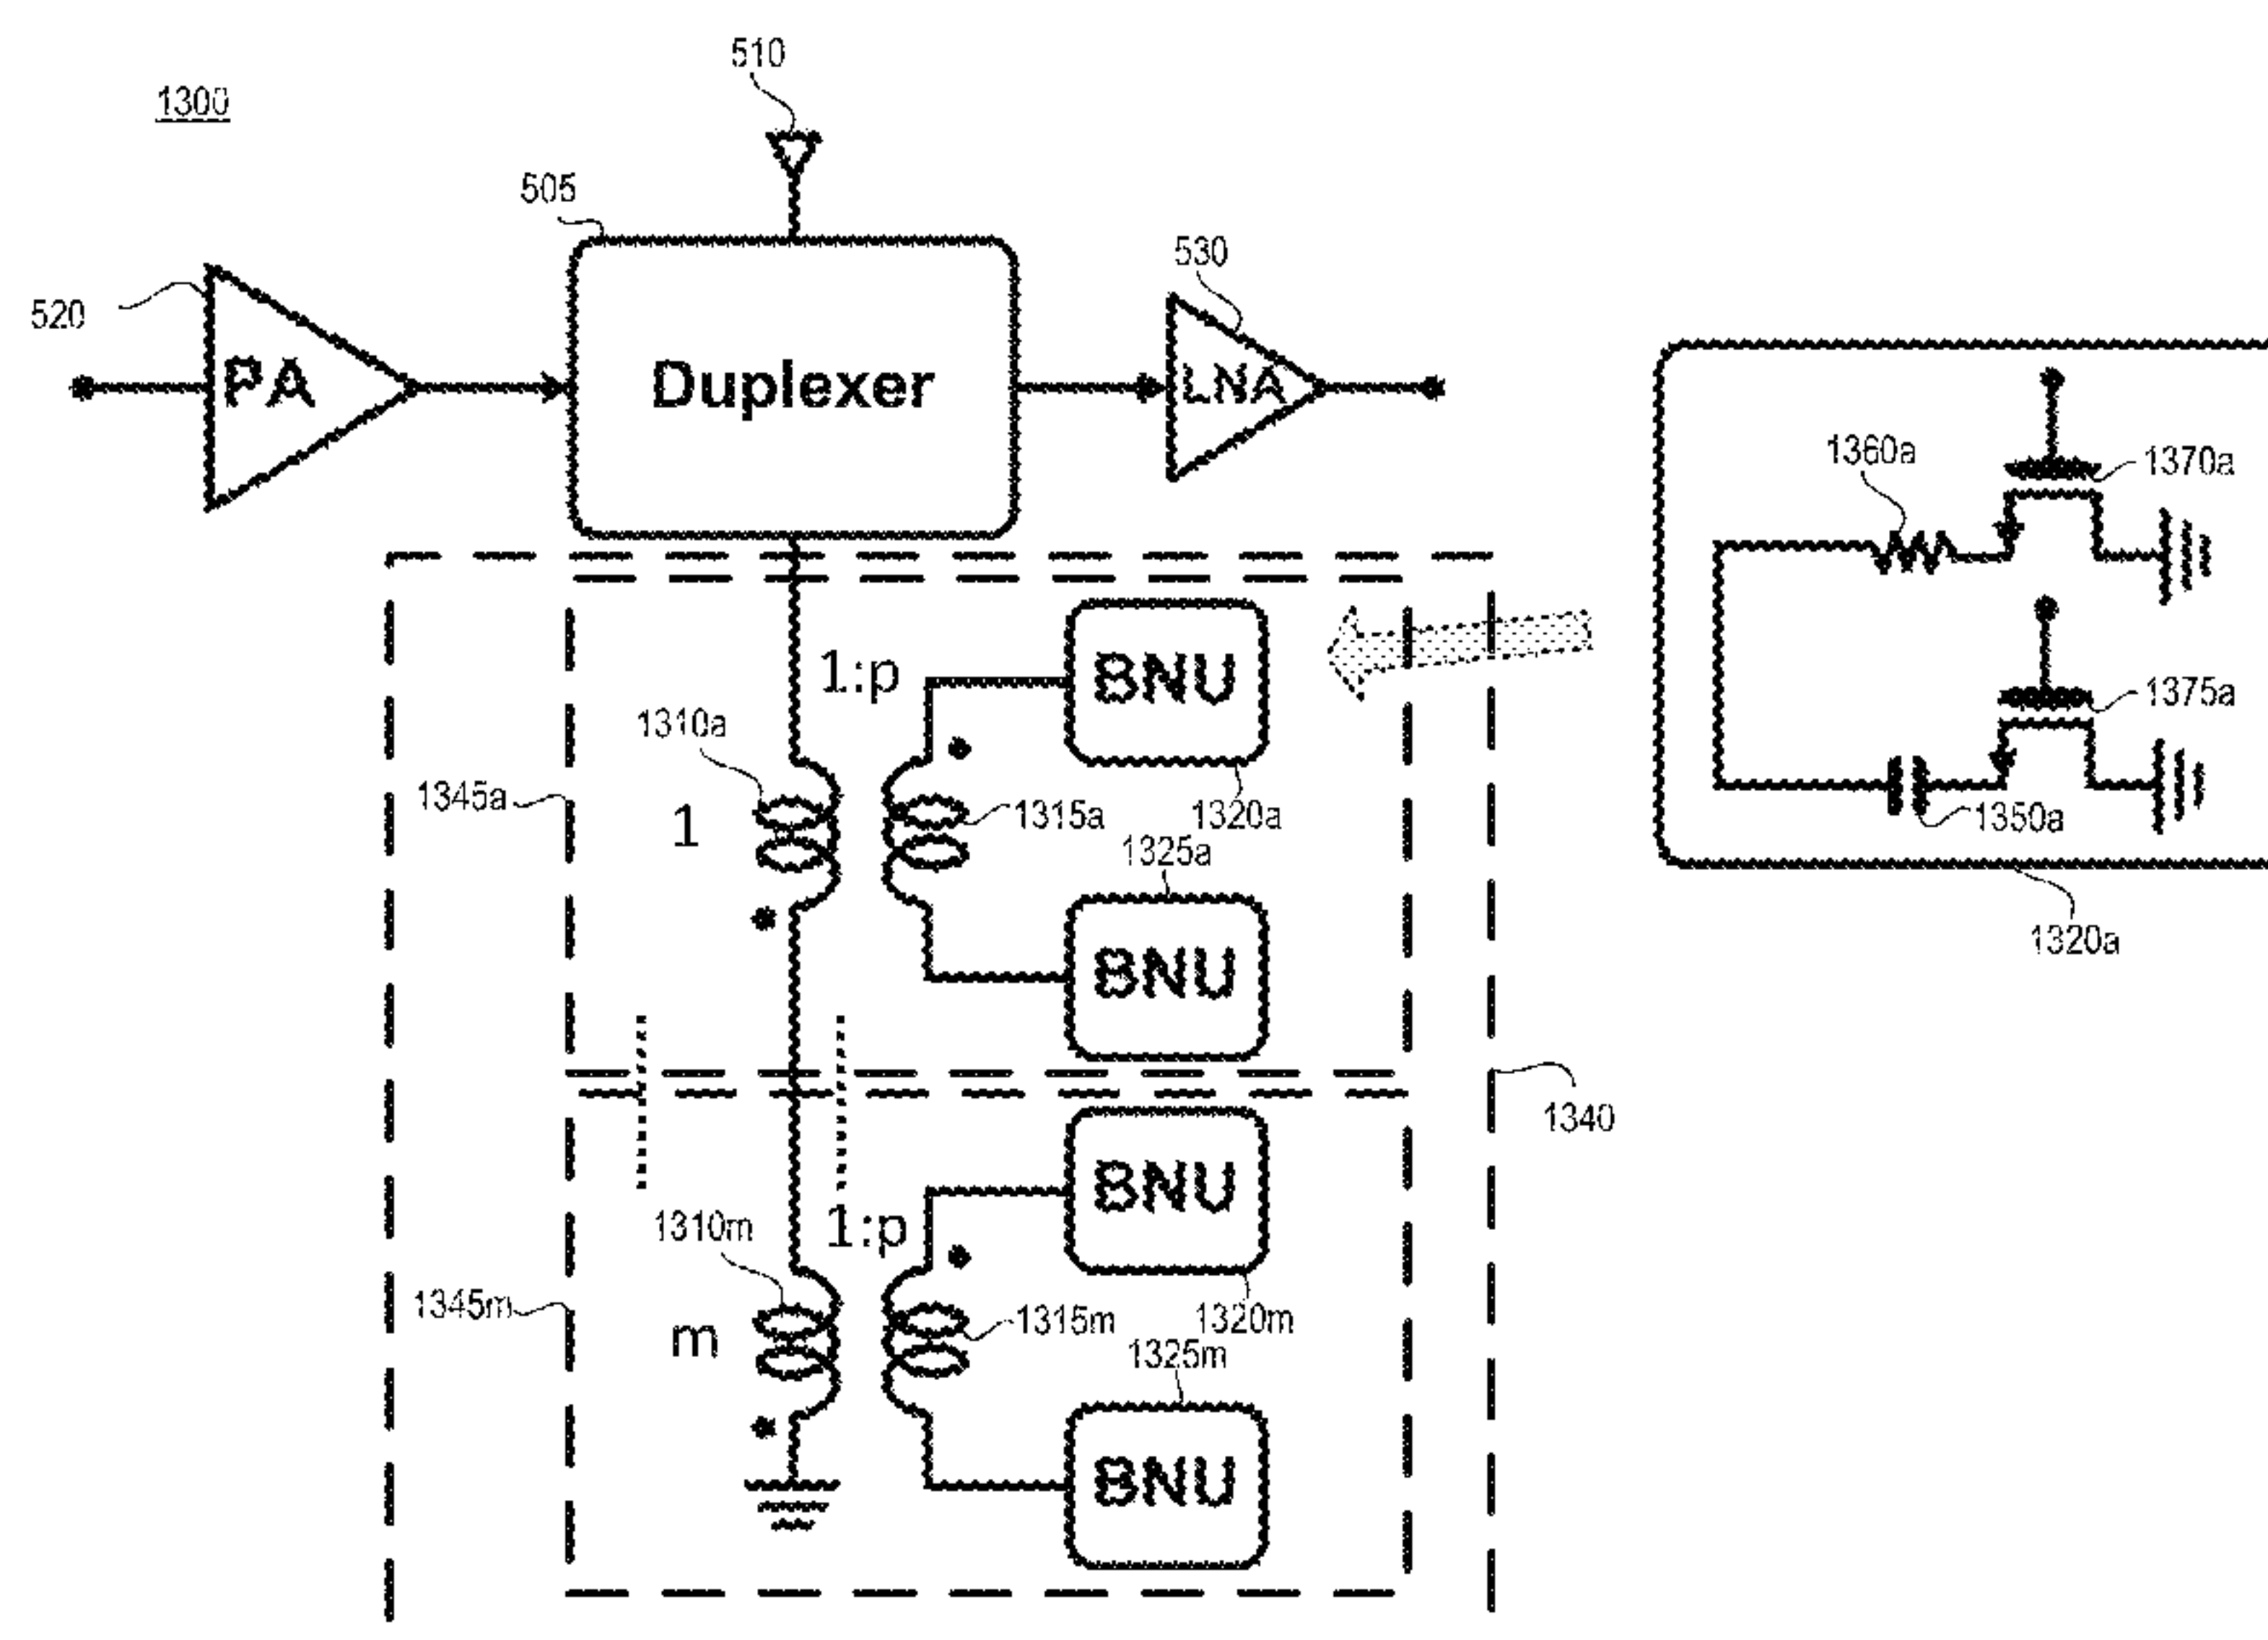 1300
510
505
520
530
PA
Duplexer
LNA
1360a
1370a
1375a
1350a
1320a
1:p
BNU
1310a
1345a
1
1315a
1320a
1325a
BNU
1340
BNU
1310m
1:p
1345m
m
1315m
1320m
1325m
BNU